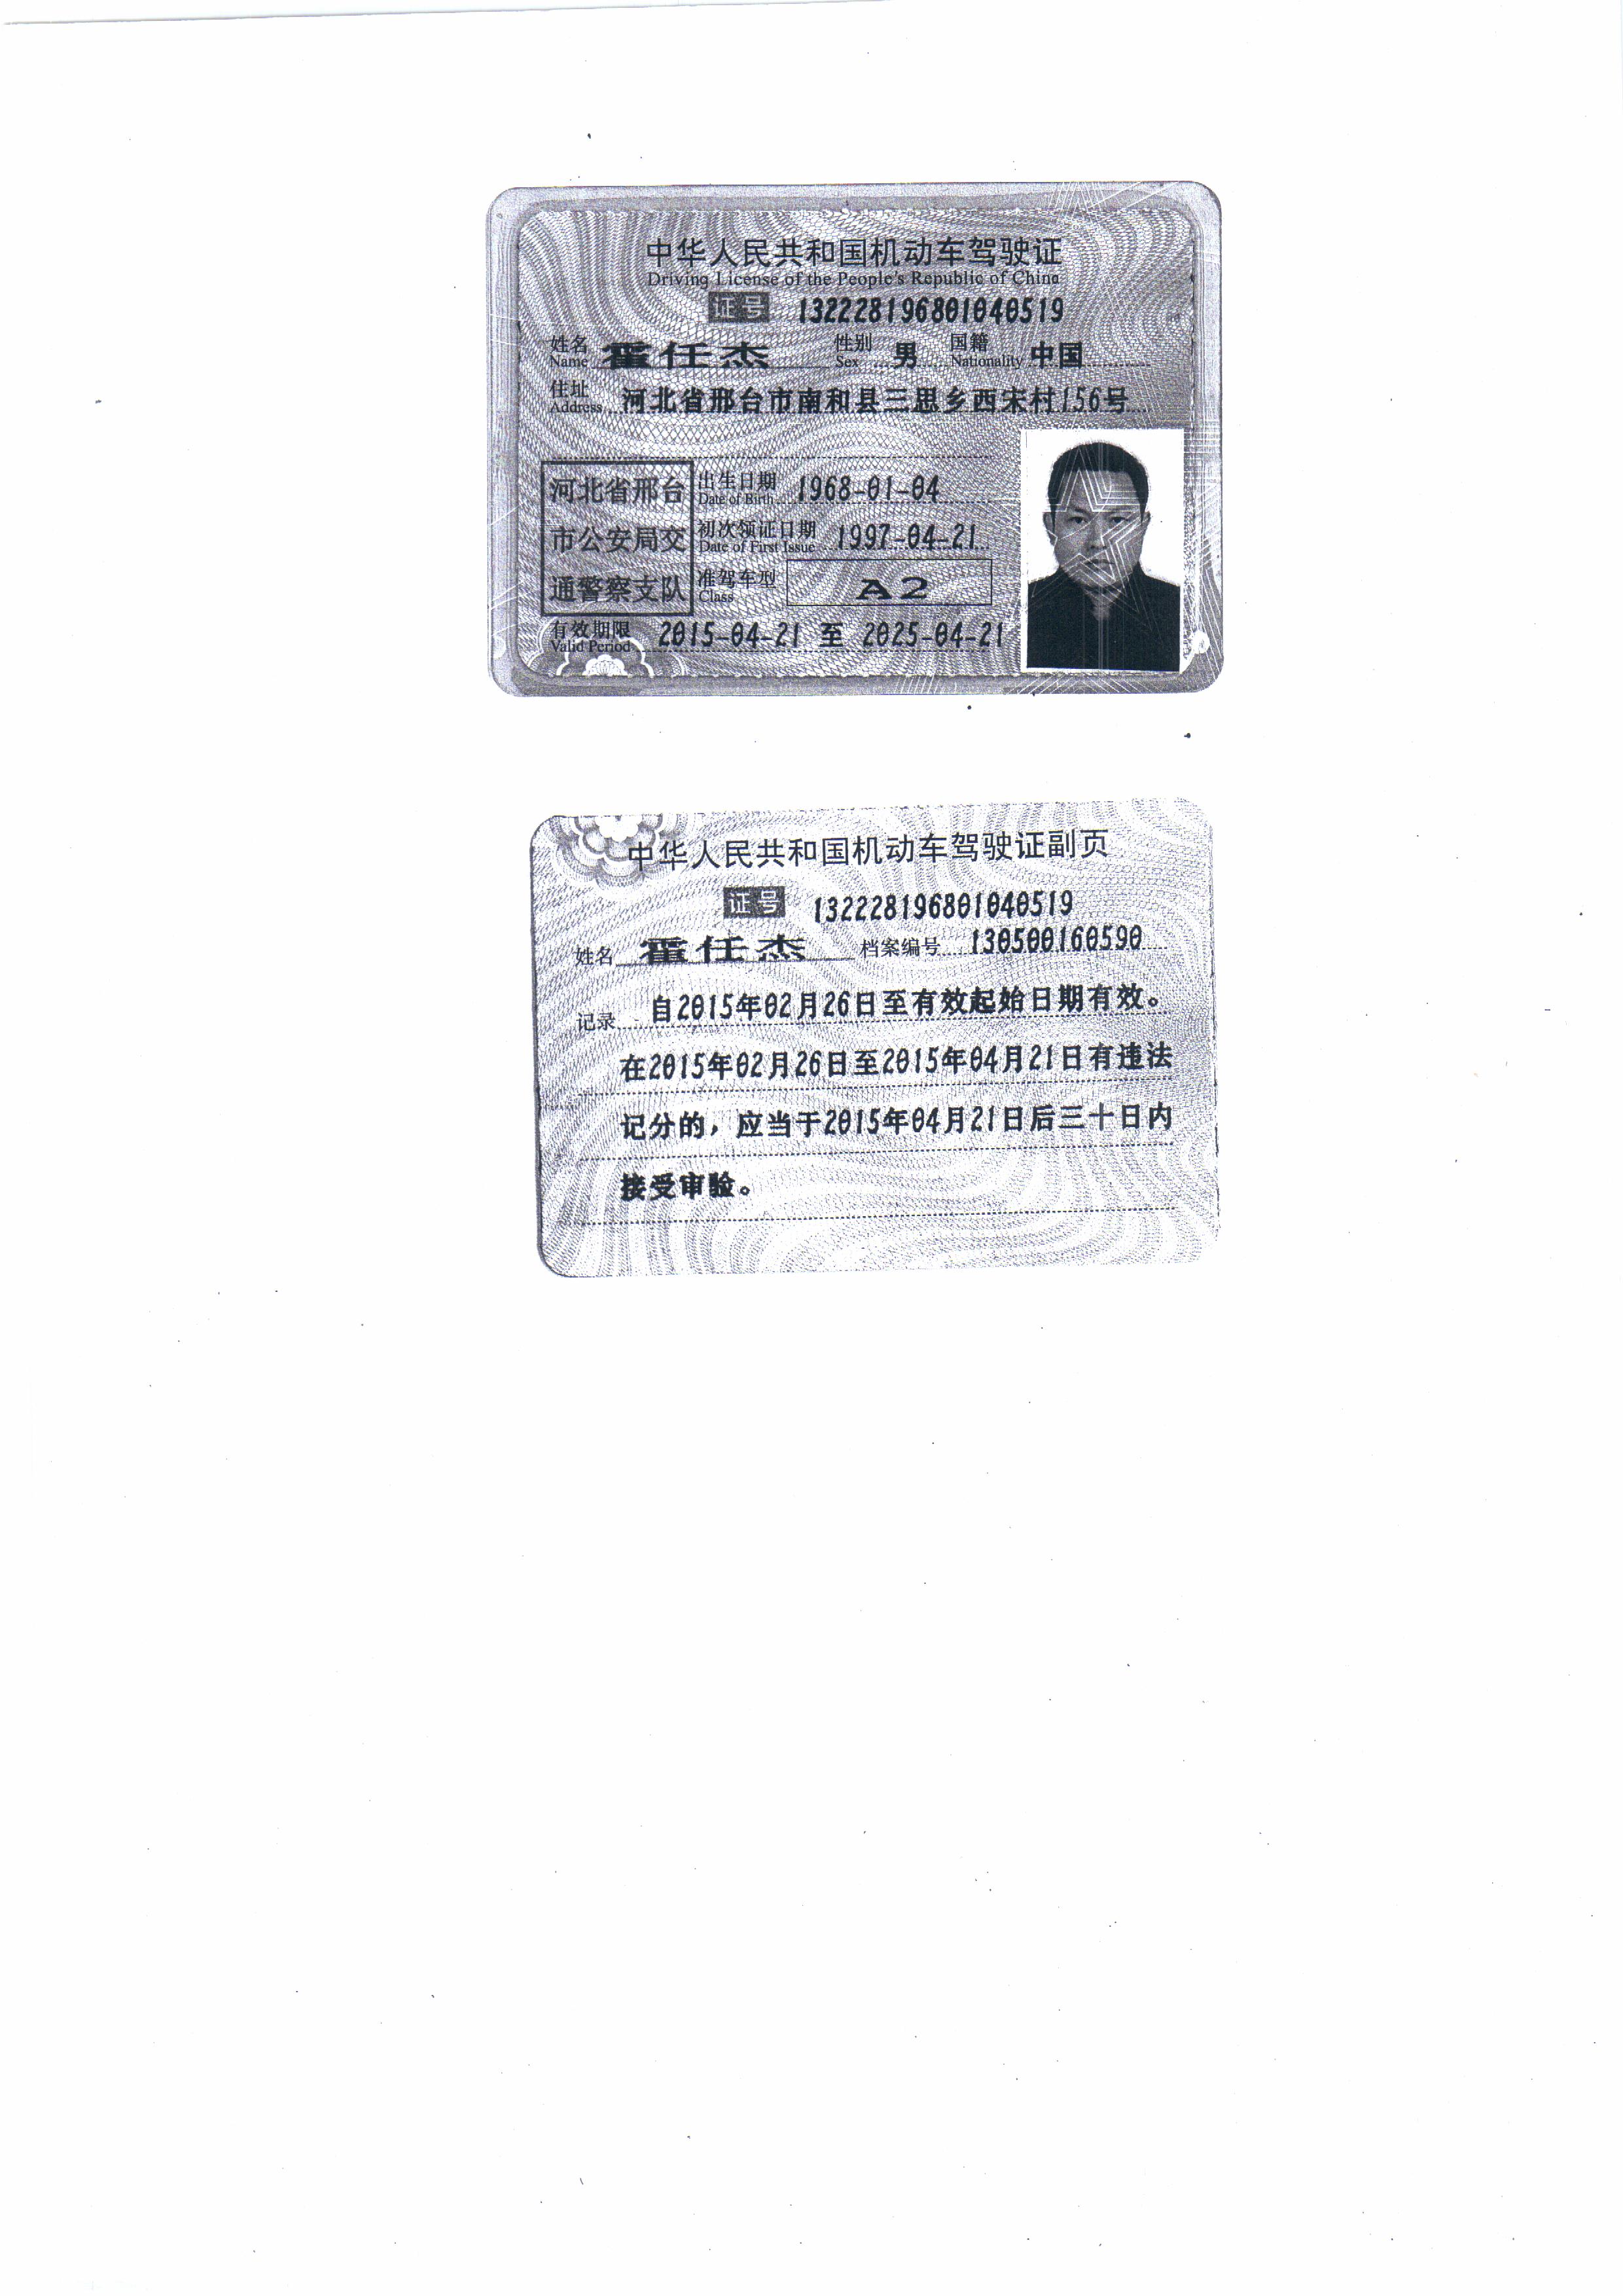 中华人民共和国机动车驾驶证
Driving License of the People's Republic of China
证号 132228196801040519
姓名 霍任杰 性别 男 国籍 中国
Name Sex Nationality
住址 河北省邢台市南和县三思乡西宋村156号
Address
河北省邢台
市公安局交
通警察支队
出生日期 1968-01-04
Date of Birth
初次领证日期 1997-04-21
Date of First Issue
准驾车型 A2
Class
有效期限 2015-04-21 至 2025-04-21
Valid Period
中华人民共和国机动车驾驶证副页
证号 132228196801040519
姓名 霍任杰 档案编号 130500160590
记录 自2015年02月26日至有效起始日期有效。
在2015年02月26日至2015年04月21日有违法
记分的，应当于2015年04月21日后三十日内
接受审验。